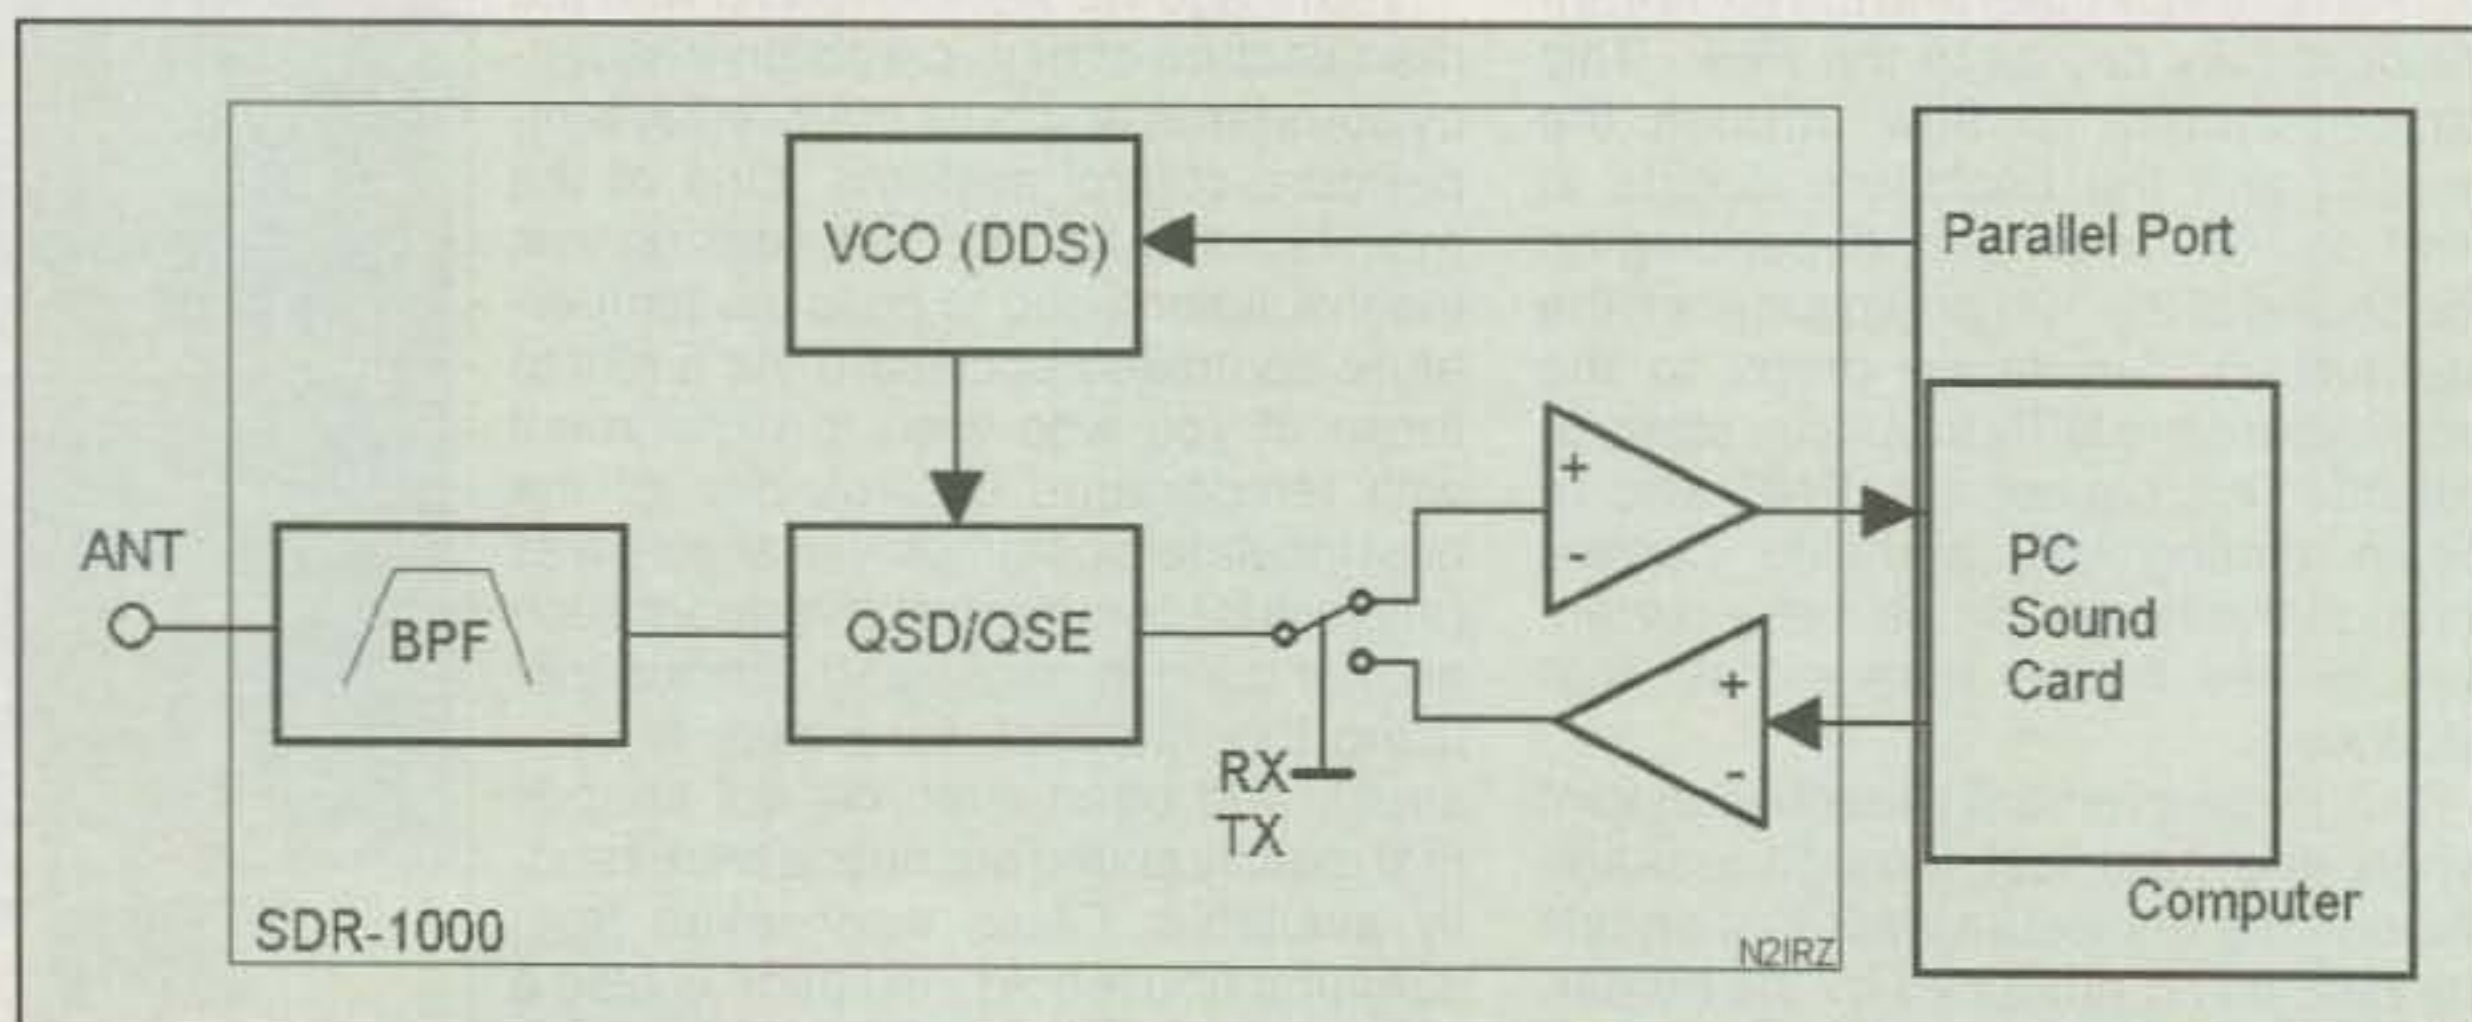 VCO (DDS)
Parallel Port
ANT
BPF
QSD/QSE
+
-
+
-
PC
Sound
Card
RX
TX
Computer
SDR-1000
N2IRZ